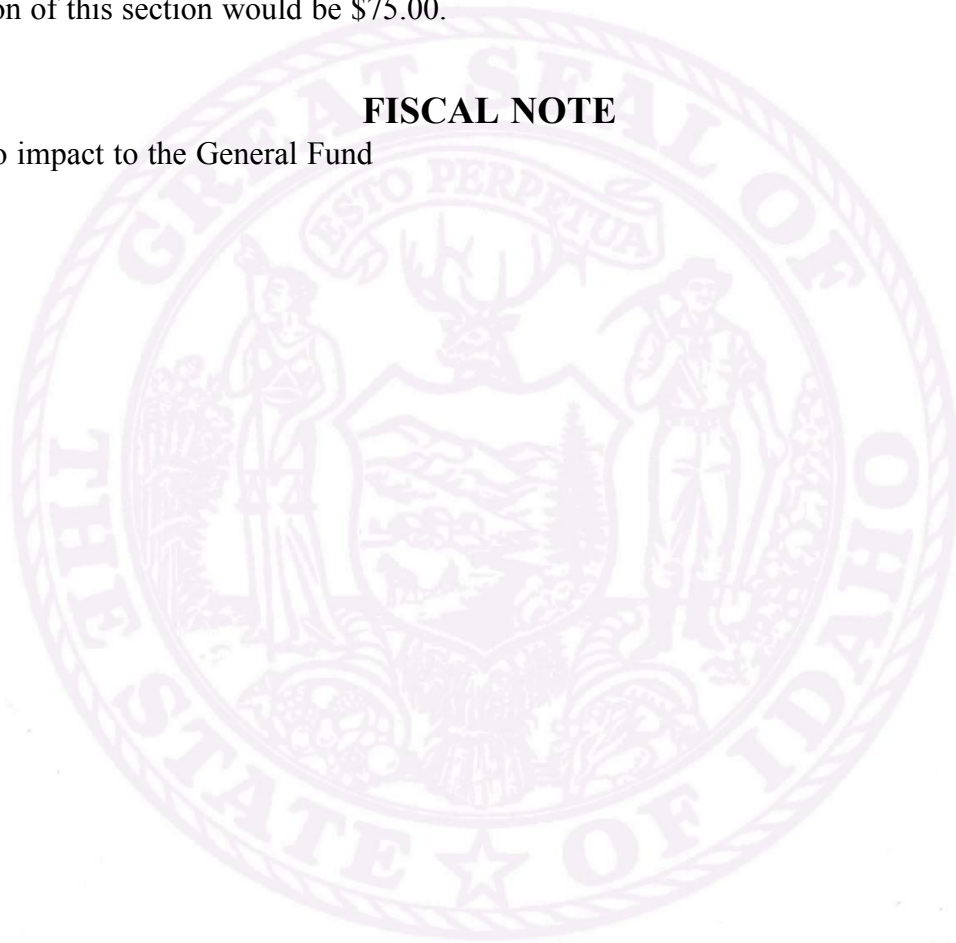 on of this section would be $75.00.
FISCAL NOTE
o impact to the General Fund
GREAT SEAL OF
THE STATE OF IDAHO
ESTO PERPETUA